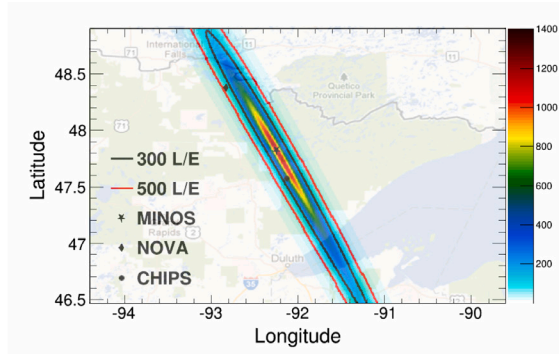 International
Falls
11
11
71
Quetico
Provincial Park
71
Rapids
2
Duluth
35
300 L/E
500 L/E
MINOS
NOVA
CHIPS
Latitude
48.5
48
47.5
47
46.5
-94
-93
-92
-91
-90
Longitude
1400
1200
1000
800
600
400
200